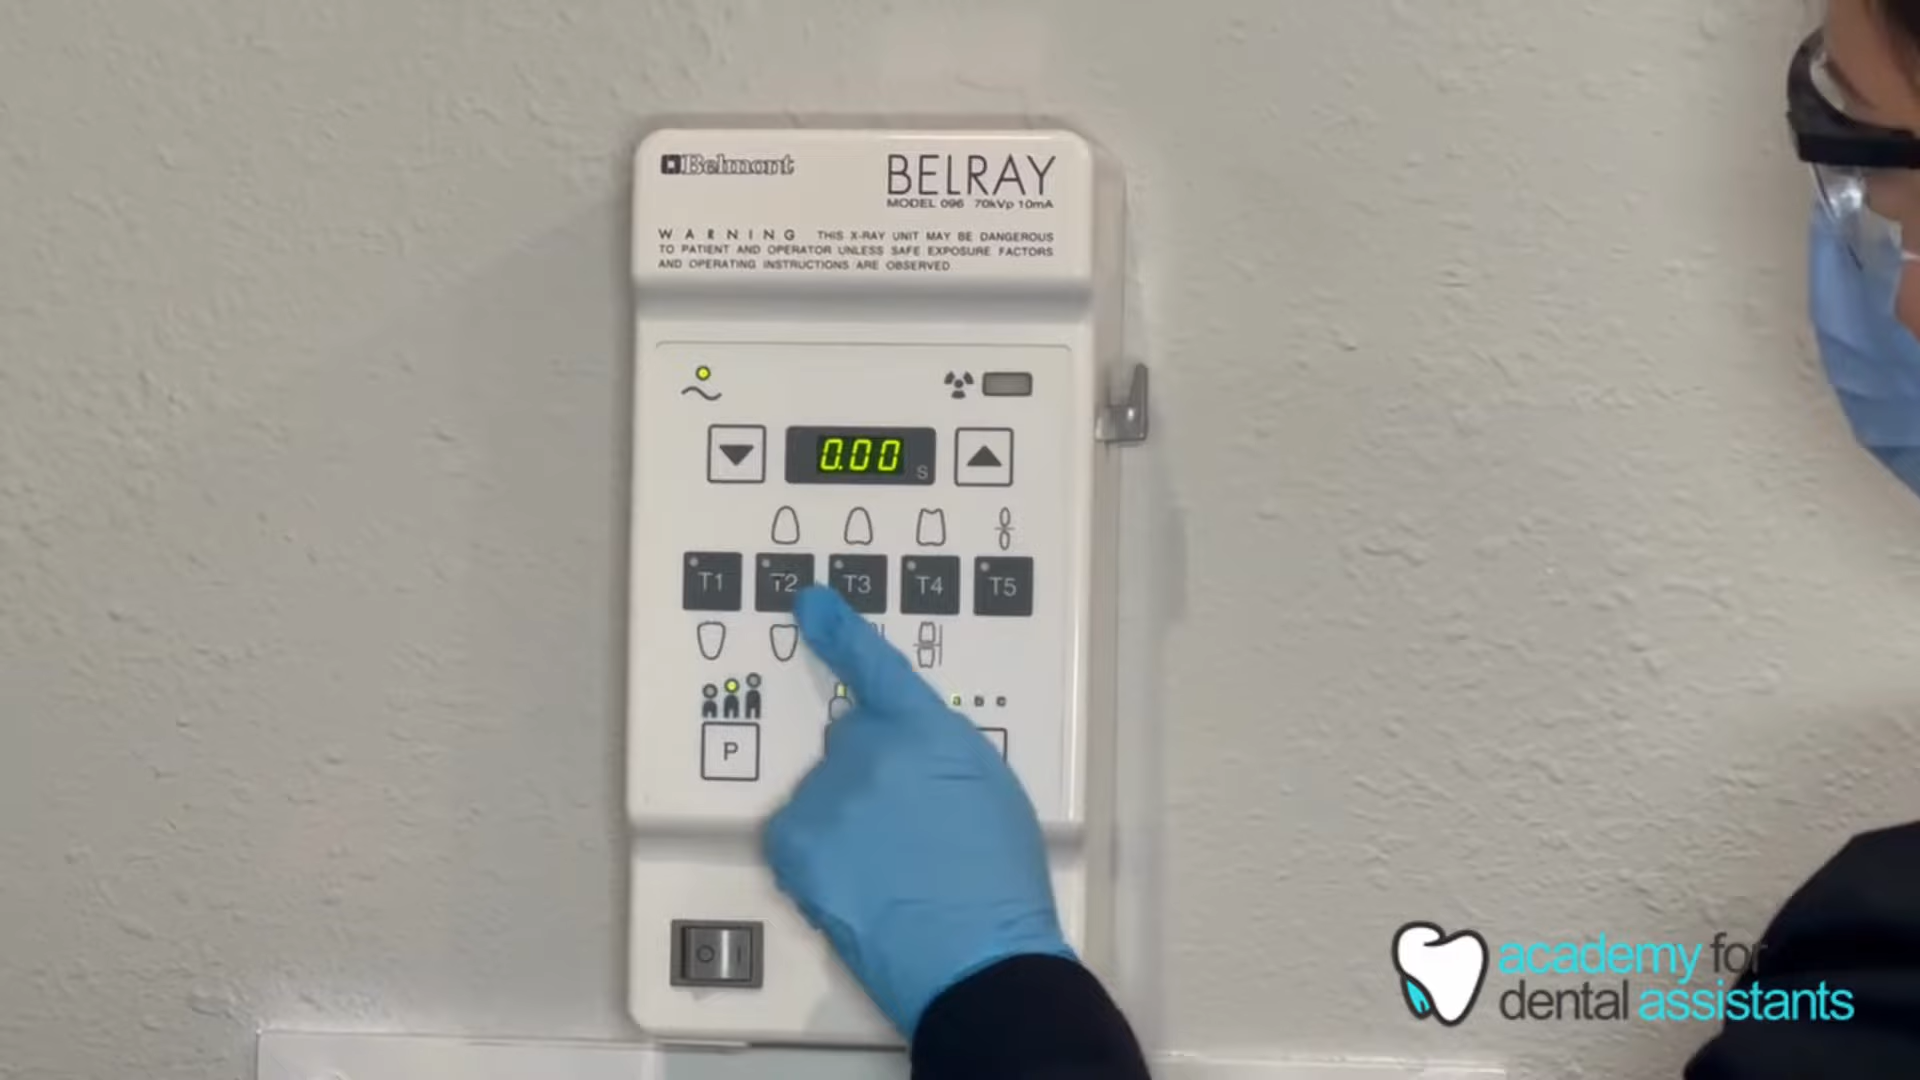 Belmont
BELRAY
MODEL 096 70kVp 10mA
WARNING THIS X-RAY UNIT MAY BE DANGEROUS
TO PATIENT AND OPERATOR UNLESS SAFE EXPOSURE FACTORS
AND OPERATING INSTRUCTIONS ARE OBSERVED
0.00 S
T1 T2 T3 T4 T5
a b c
P
O I
academy for
dental assistants